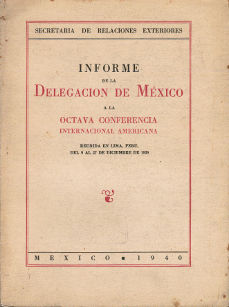 SECRETARIA DE RELACIONES EXTERIORES
INFORME
DE LA
DELEGACION DE MÉXICO
A LA
OCTAVA CONFERENCIA
INTERNACIONAL AMERICANA
REUNIDA EN LIMA, PERU,
DEL 9 AL 27 DE DICIEMBRE DE 1938
MEXICO ▪ 1940